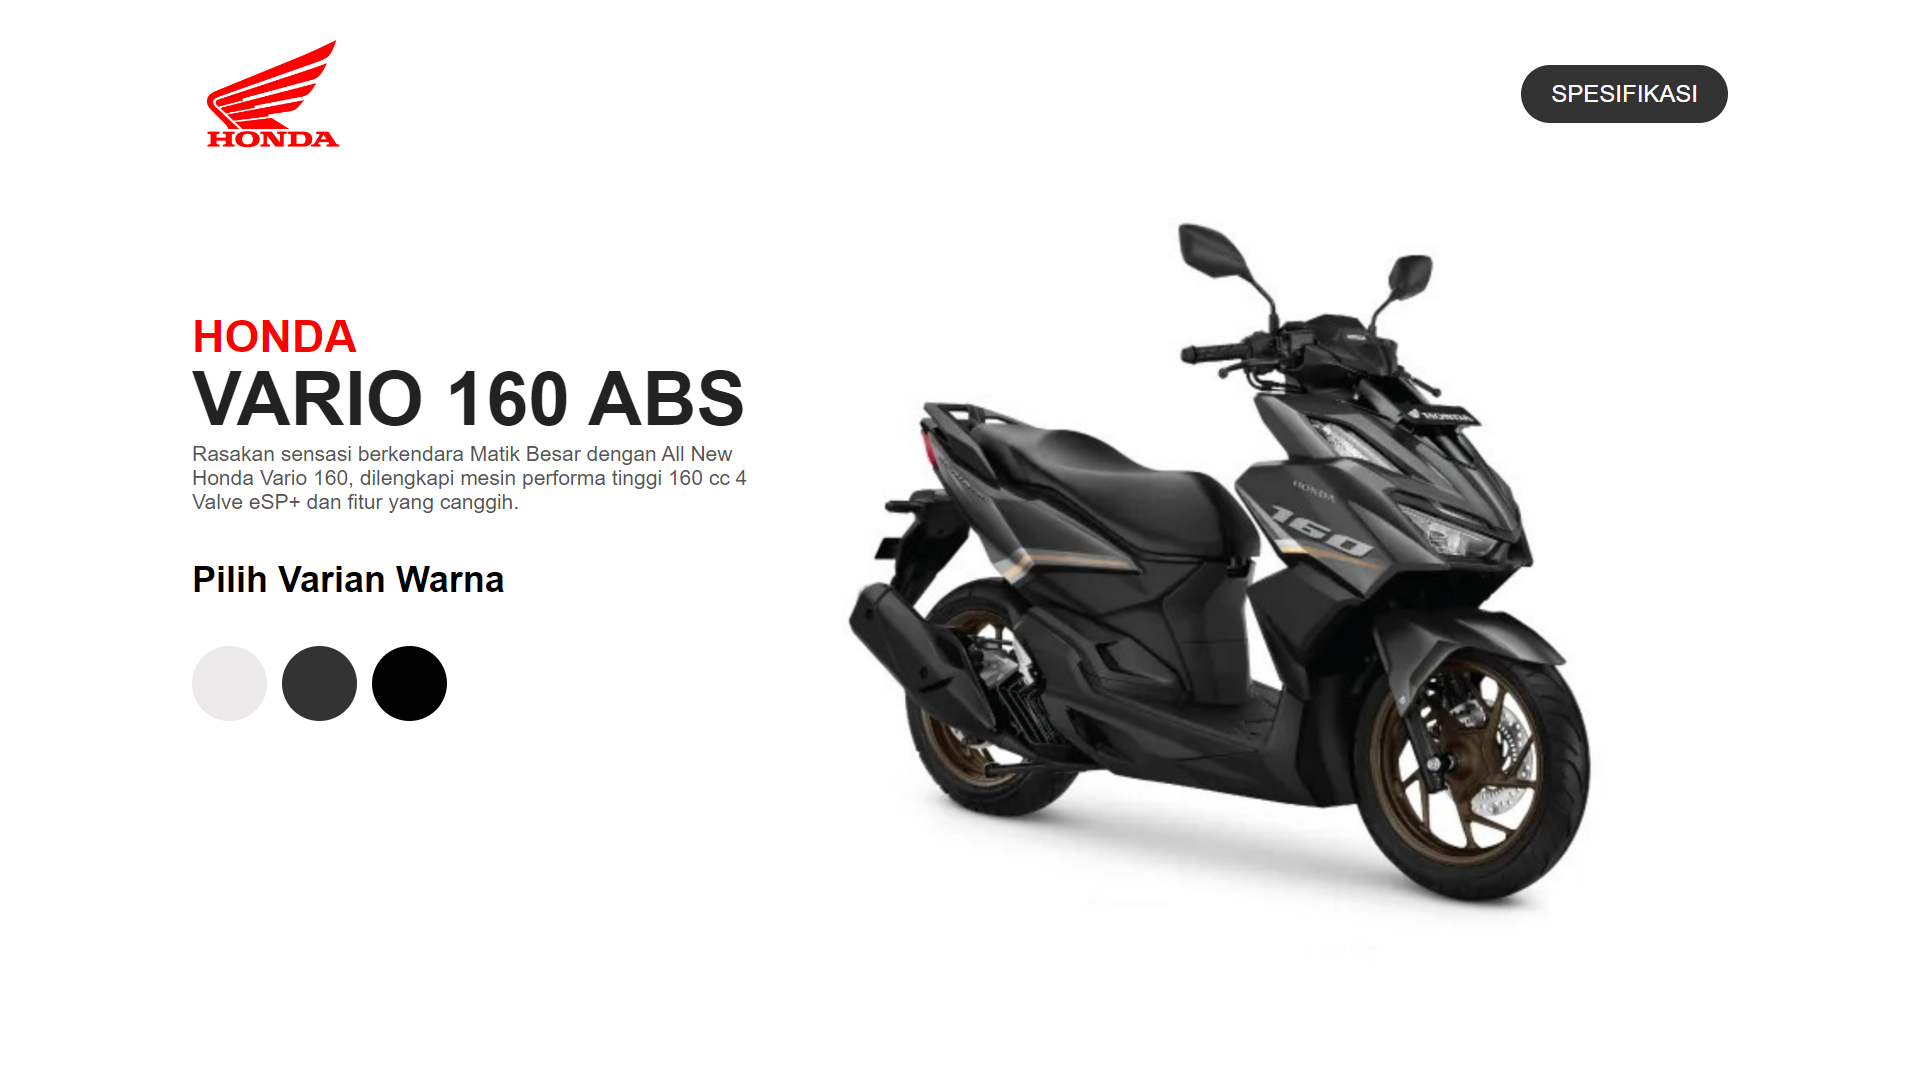 HONDA
SPESIFIKASI
HONDA
VARIO 160 ABS
Rasakan sensasi berkendara Matik Besar dengan All New
Honda Vario 160, dilengkapi mesin performa tinggi 160 cc 4
Valve eSP+ dan fitur yang canggih.
Pilih Varian Warna
HONDA
HONDA
160